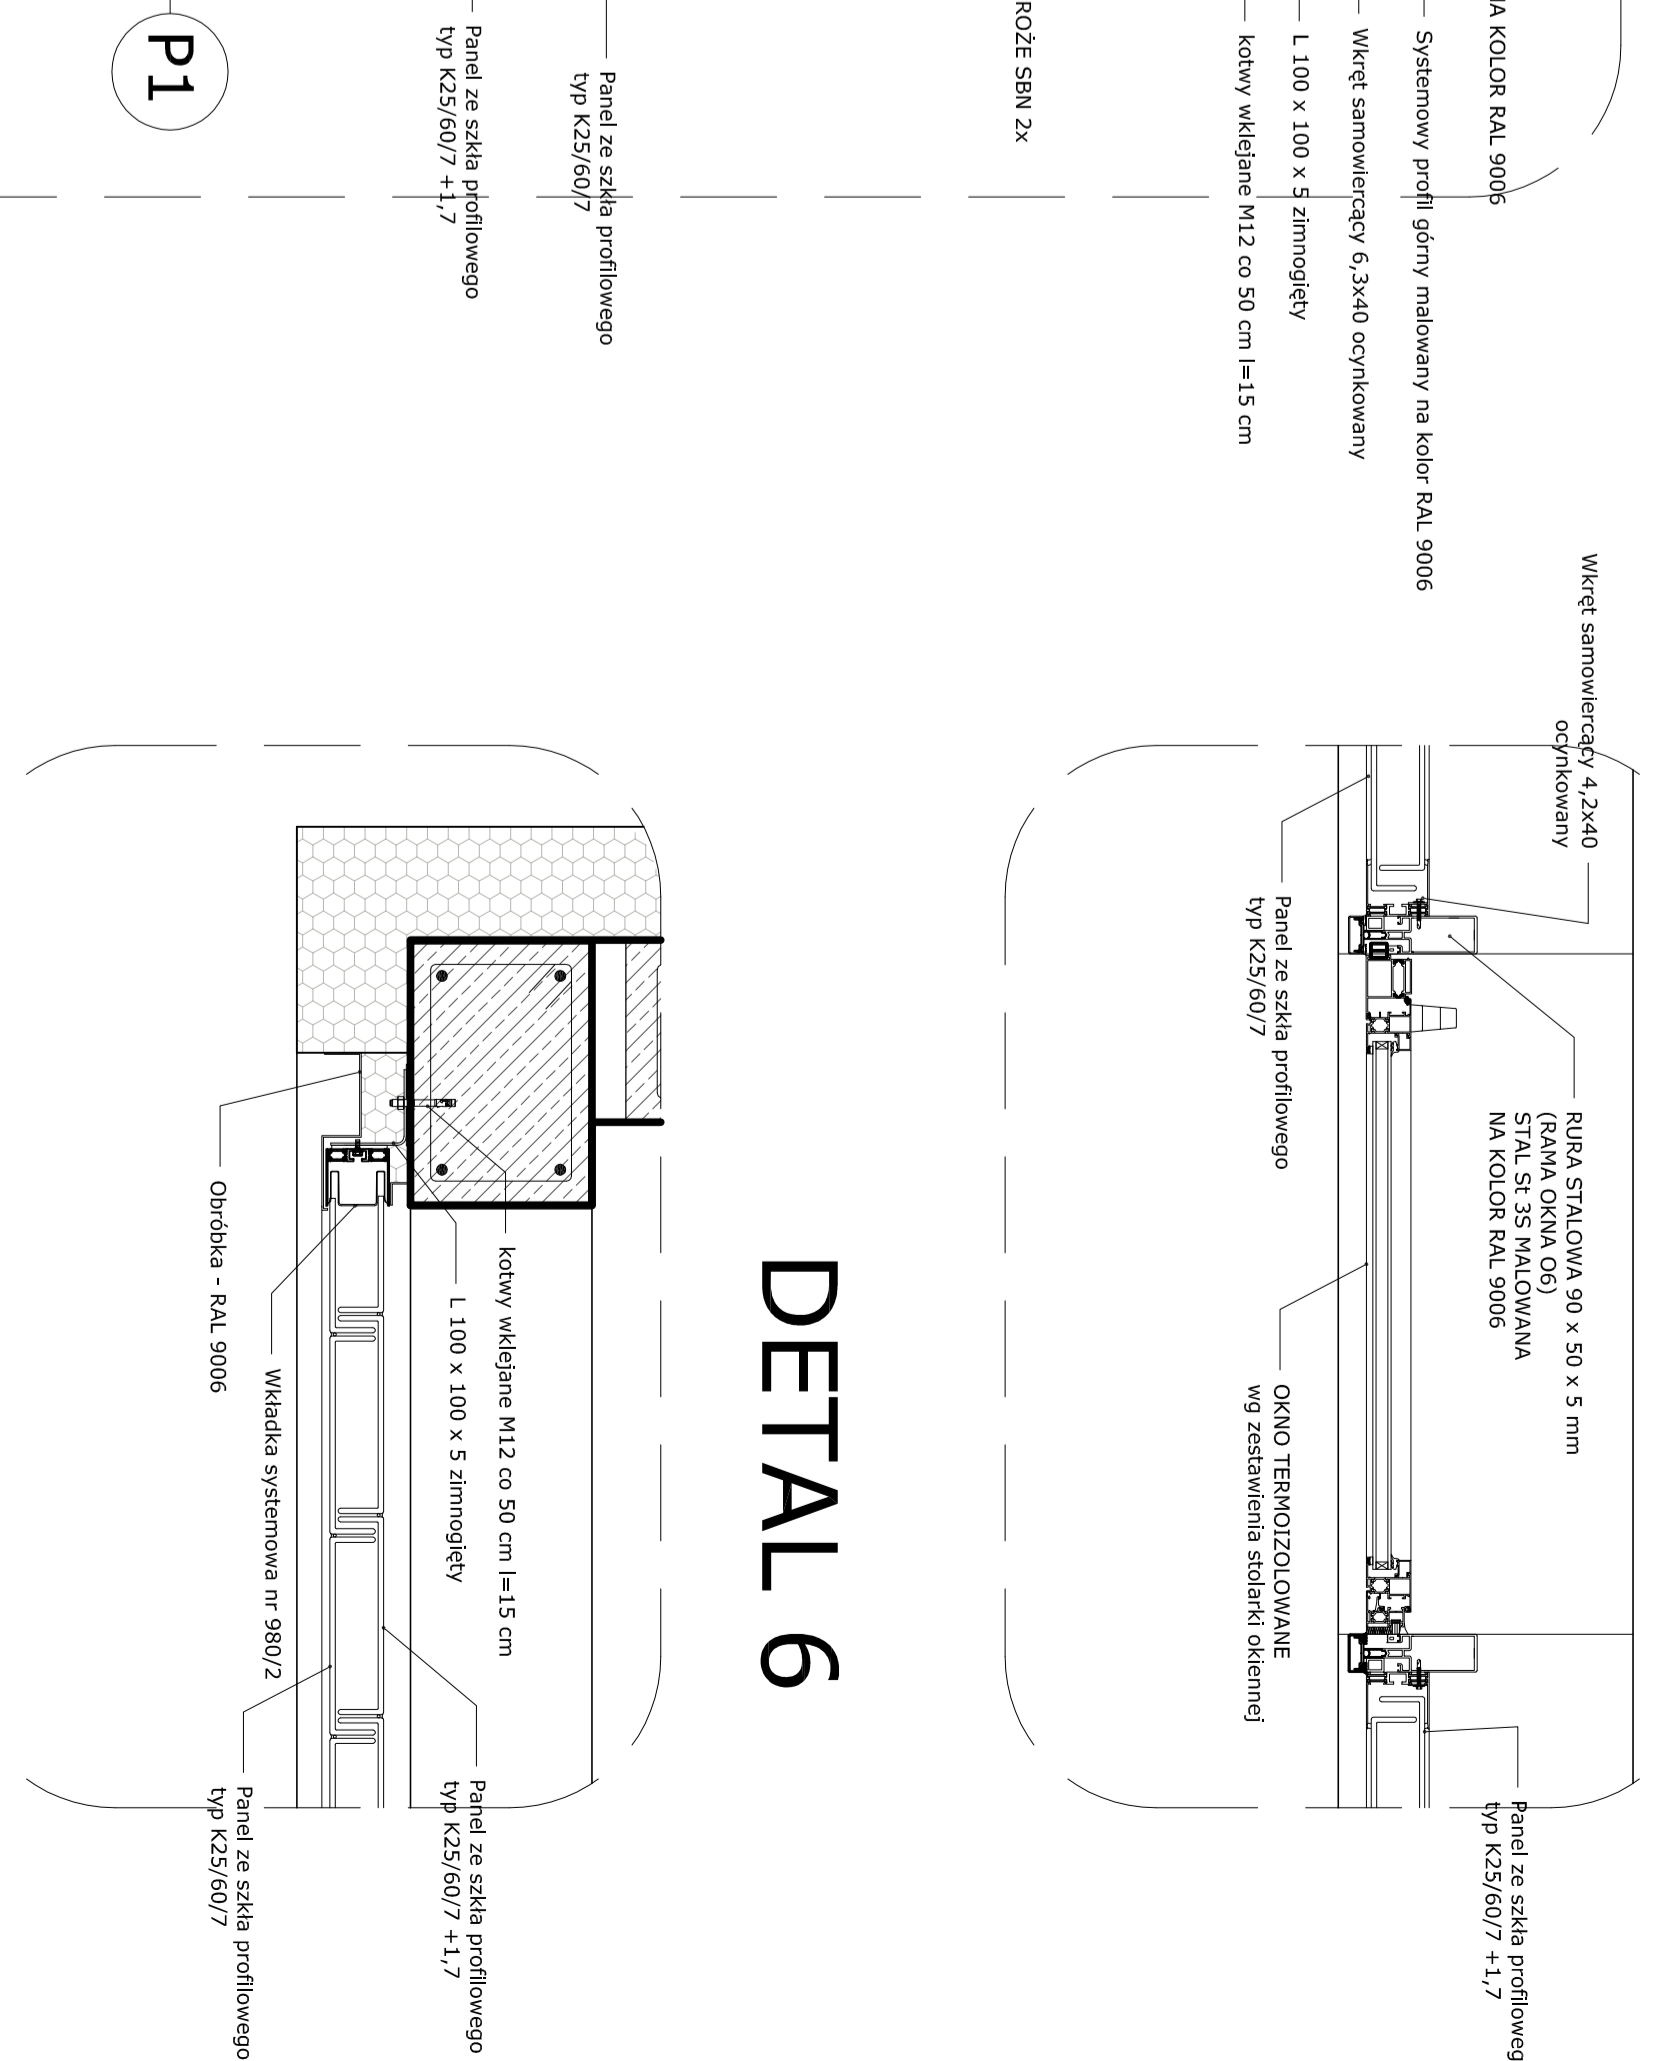 NA KOLOR RAL 9006
Systemowy profil górny malowany na kolor RAL 9006
Wkręt samowiercący 6,3x40 ocynkowany
L 100 x 100 x 5 zimnogięty
kotwy wklejane M12 co 50 cm l=15 cm
ROŻE SBN 2x
Panel ze szkła profilowego
typ K25/60/7
Panel ze szkła profilowego
typ K25/60/7 +1,7
P1
Wkręt samowiercący 4,2x40
ocynkowany
RURA STALOWA 90 x 50 x 5 mm
(RAMA OKNA O6)
STAL St 3S MALOWANA
NA KOLOR RAL 9006
Panel ze szkła profilowego
typ K25/60/7
OKNO TERMOIZOLOWANE
wg zestawienia stolarki okiennej
Panel ze szkła profiloweg
typ K25/60/7 +1,7
DETAL 6
kotwy wklejane M12 co 50 cm l=15 cm
L 100 x 100 x 5 zimnogięty
Wkładka systemowa nr 980/2
Obróbka - RAL 9006
Panel ze szkła profilowego
typ K25/60/7 +1,7
Panel ze szkła profilowego
typ K25/60/7